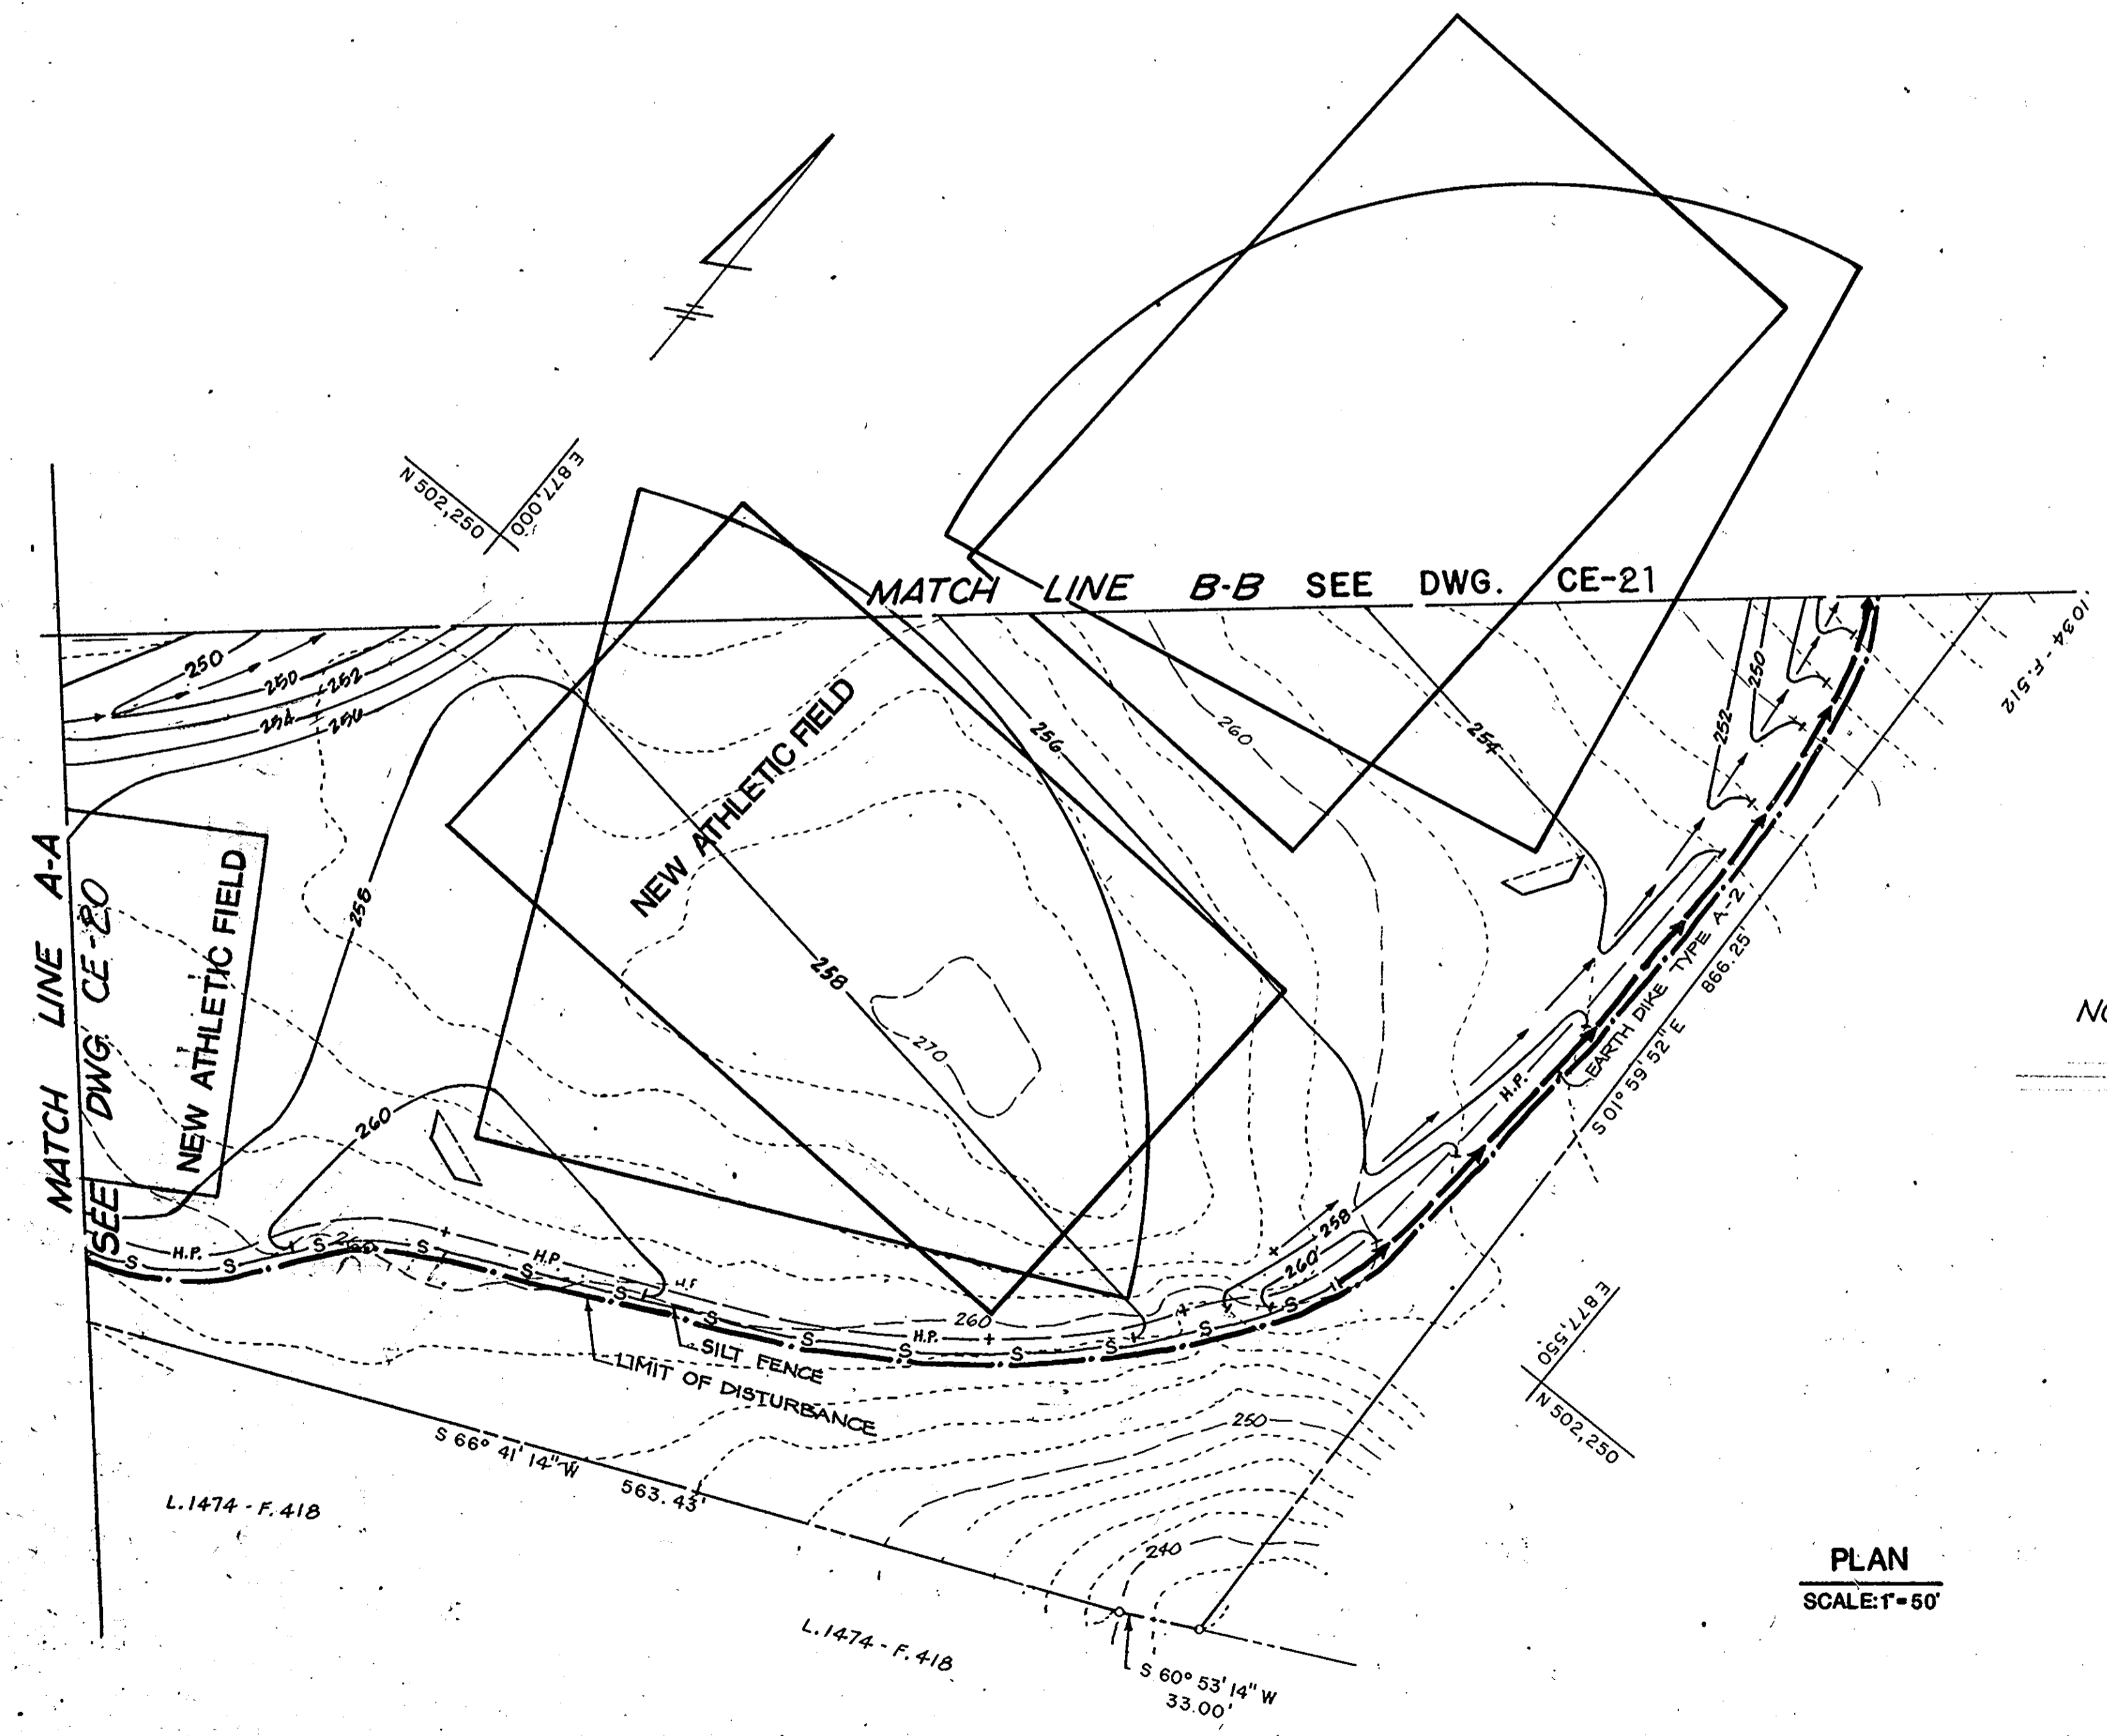 E 877,000
N 502,250
MATCH LINE B-B SEE DWG. CE-21
1034 - F. 512
250
250
252
254
256
256
260
254
252
250
NEW ATHLETIC FIELD
MATCH LINE A-A
SEE DWG. CE-20
NEW ATHLETIC FIELD
256
258
270
260
EARTH DIKE TYPE A-2
866.25'
S 01° 59' 52" E
H.P.
258
260
H.P.
S
S
S
260
S
H.P.
S
S
H.P.
S
260
H.P.
S
S
S
S
S
S
SILT FENCE
LIMIT OF DISTURBANCE
E 877,550
N 502,250
250
240
S 66° 41' 14" W
563.43'
L. 1474 - F. 418
L. 1474 - F. 418
S 60° 53' 14" W
33.00'
PLAN
SCALE: 1" = 50'